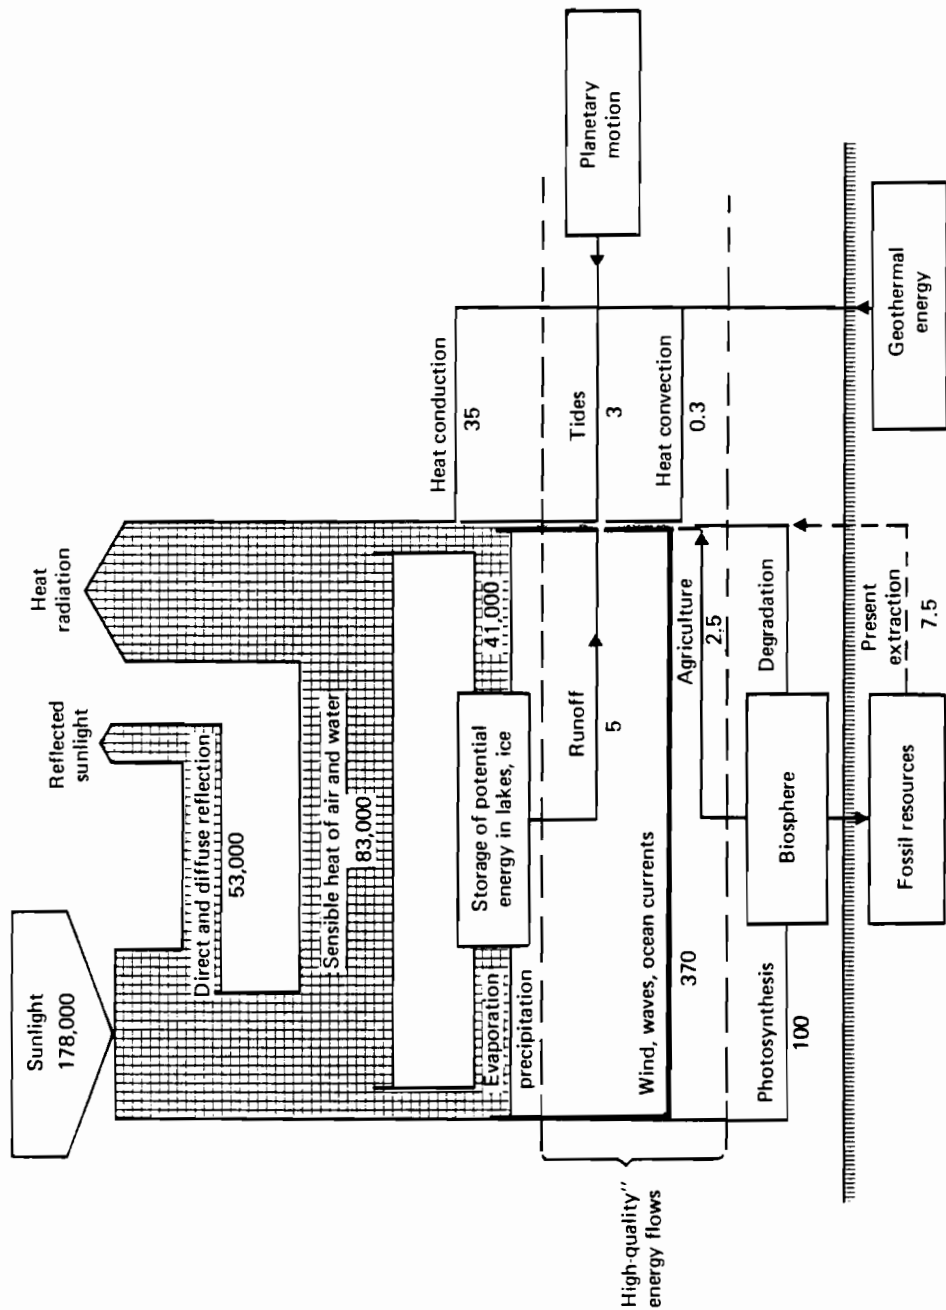 Sunlight
178,000
Reflected
sunlight
Heat
radiation
Direct and diffuse reflection
53,000
Sensible heat of air and water
83,000
Evaporation
precipitation
41,000
Storage of potential
energy in lakes, ice
Runoff
5
Wind, waves, ocean currents
370
High-quality”
energy flows
Heat conduction
35
Tides
3
Heat convection
0.3
Planetary
motion
Agriculture
2.5
Photosynthesis
100
Biosphere
Degradation
Present
extraction
7.5
Fossil resources
Geothermal
energy